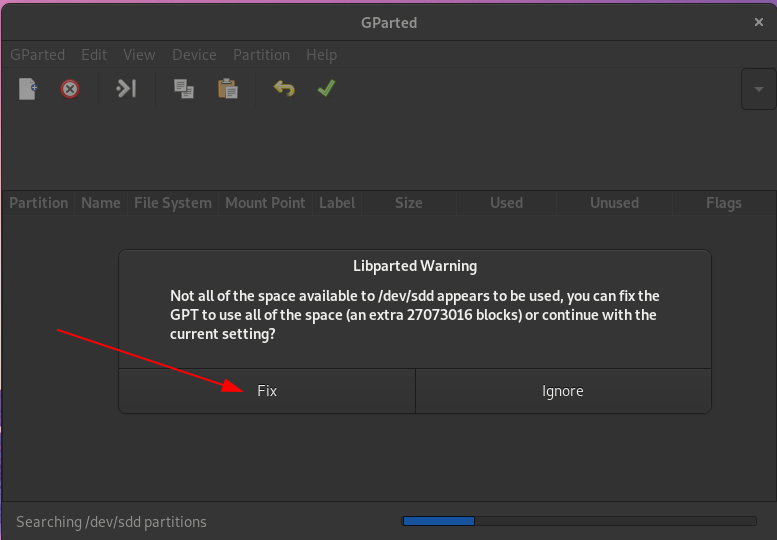 GParted
GParted Edit View Device Partition Help
Partition Name File System Mount Point Label Size Used Unused Flags
Libparted Warning
Not all of the space available to /dev/sdd appears to be used, you can fix the
GPT to use all of the space (an extra 27073016 blocks) or continue with the
current setting?
Fix Ignore
Searching /dev/sdd partitions